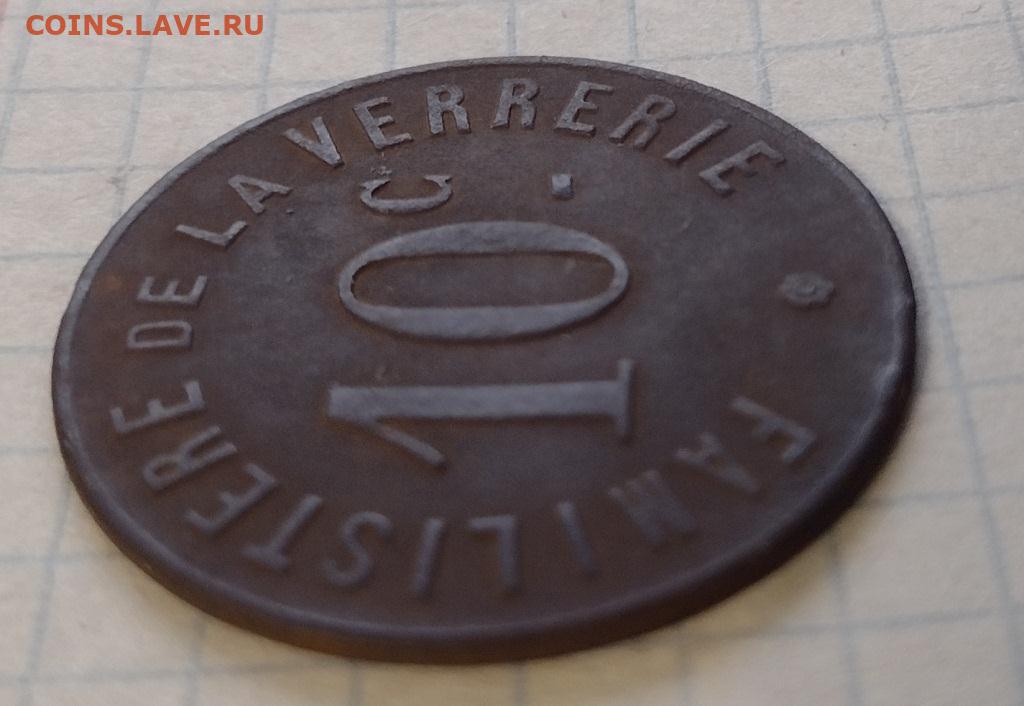 COINS.LAVE.RU
FAMILISTERE DE LA VERRERIE
10 C.